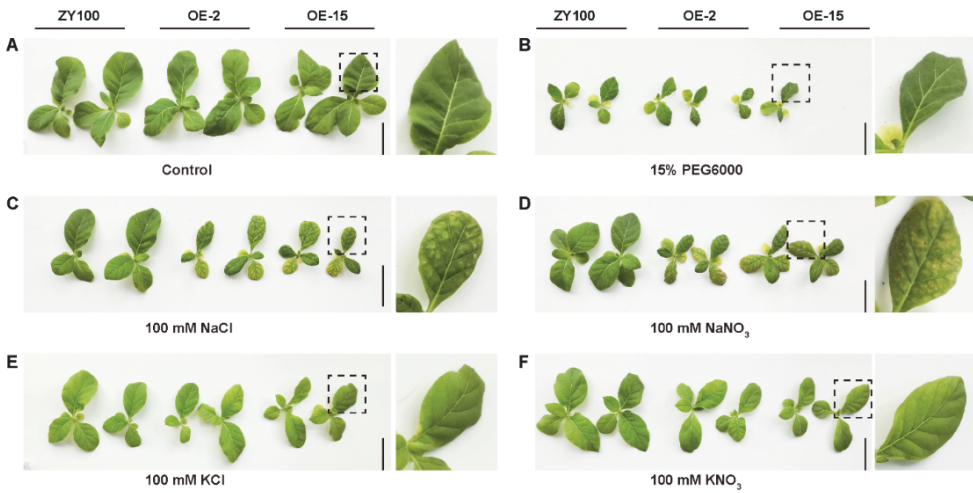 ZY100 OE-2 OE-15 ZY100 OE-2 OE-15
A B
Control 15% PEG6000
C D
100 mM NaCl 100 mM NaNO₃
E F
100 mM KCl 100 mM KNO₃